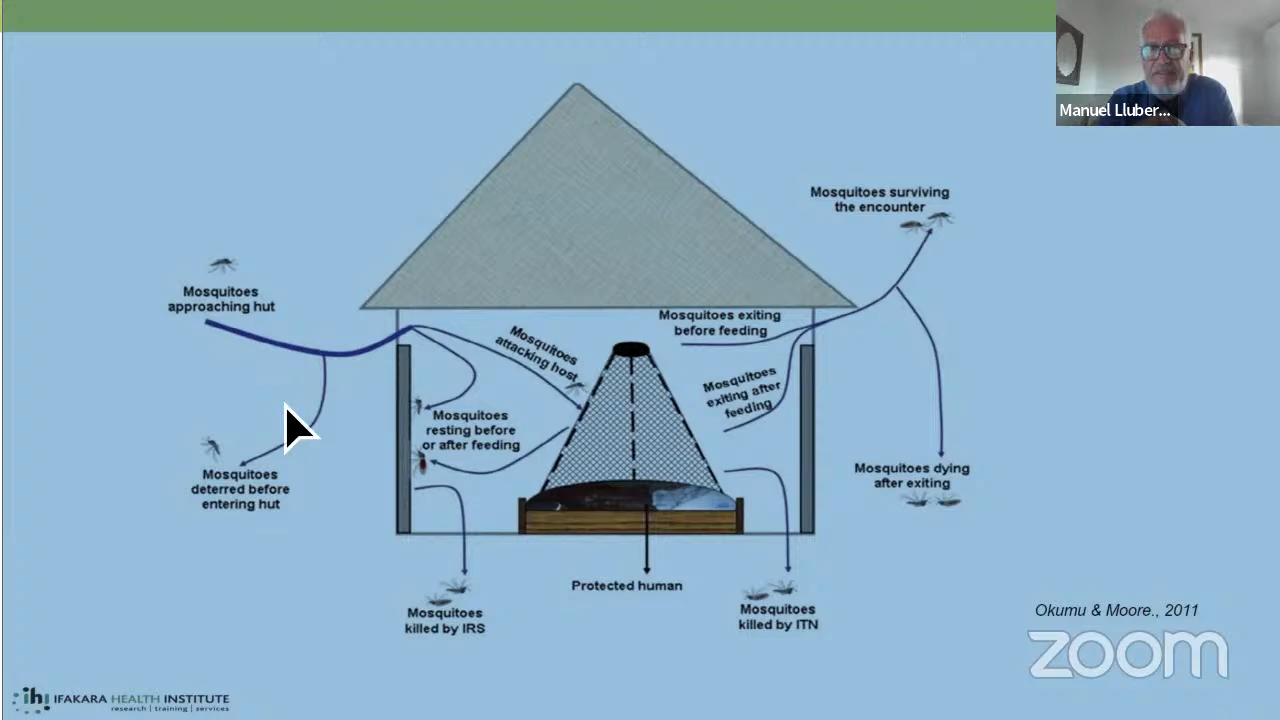 Manuel Lluber...
Mosquitoes surviving
the encounter
Mosquitoes
approaching hut
Mosquitoes exiting
before feeding
Mosquitoes
attacking host
Mosquitoes
exiting after
feeding
Mosquitoes
resting before
or after feeding
Mosquitoes
deterred before
entering hut
Mosquitoes dying
after exiting
Protected human
Mosquitoes
killed by IRS
Mosquitoes
killed by ITN
Okumu & Moore., 2011
zoom
ihi IFAKARA HEALTH INSTITUTE
research | training | services